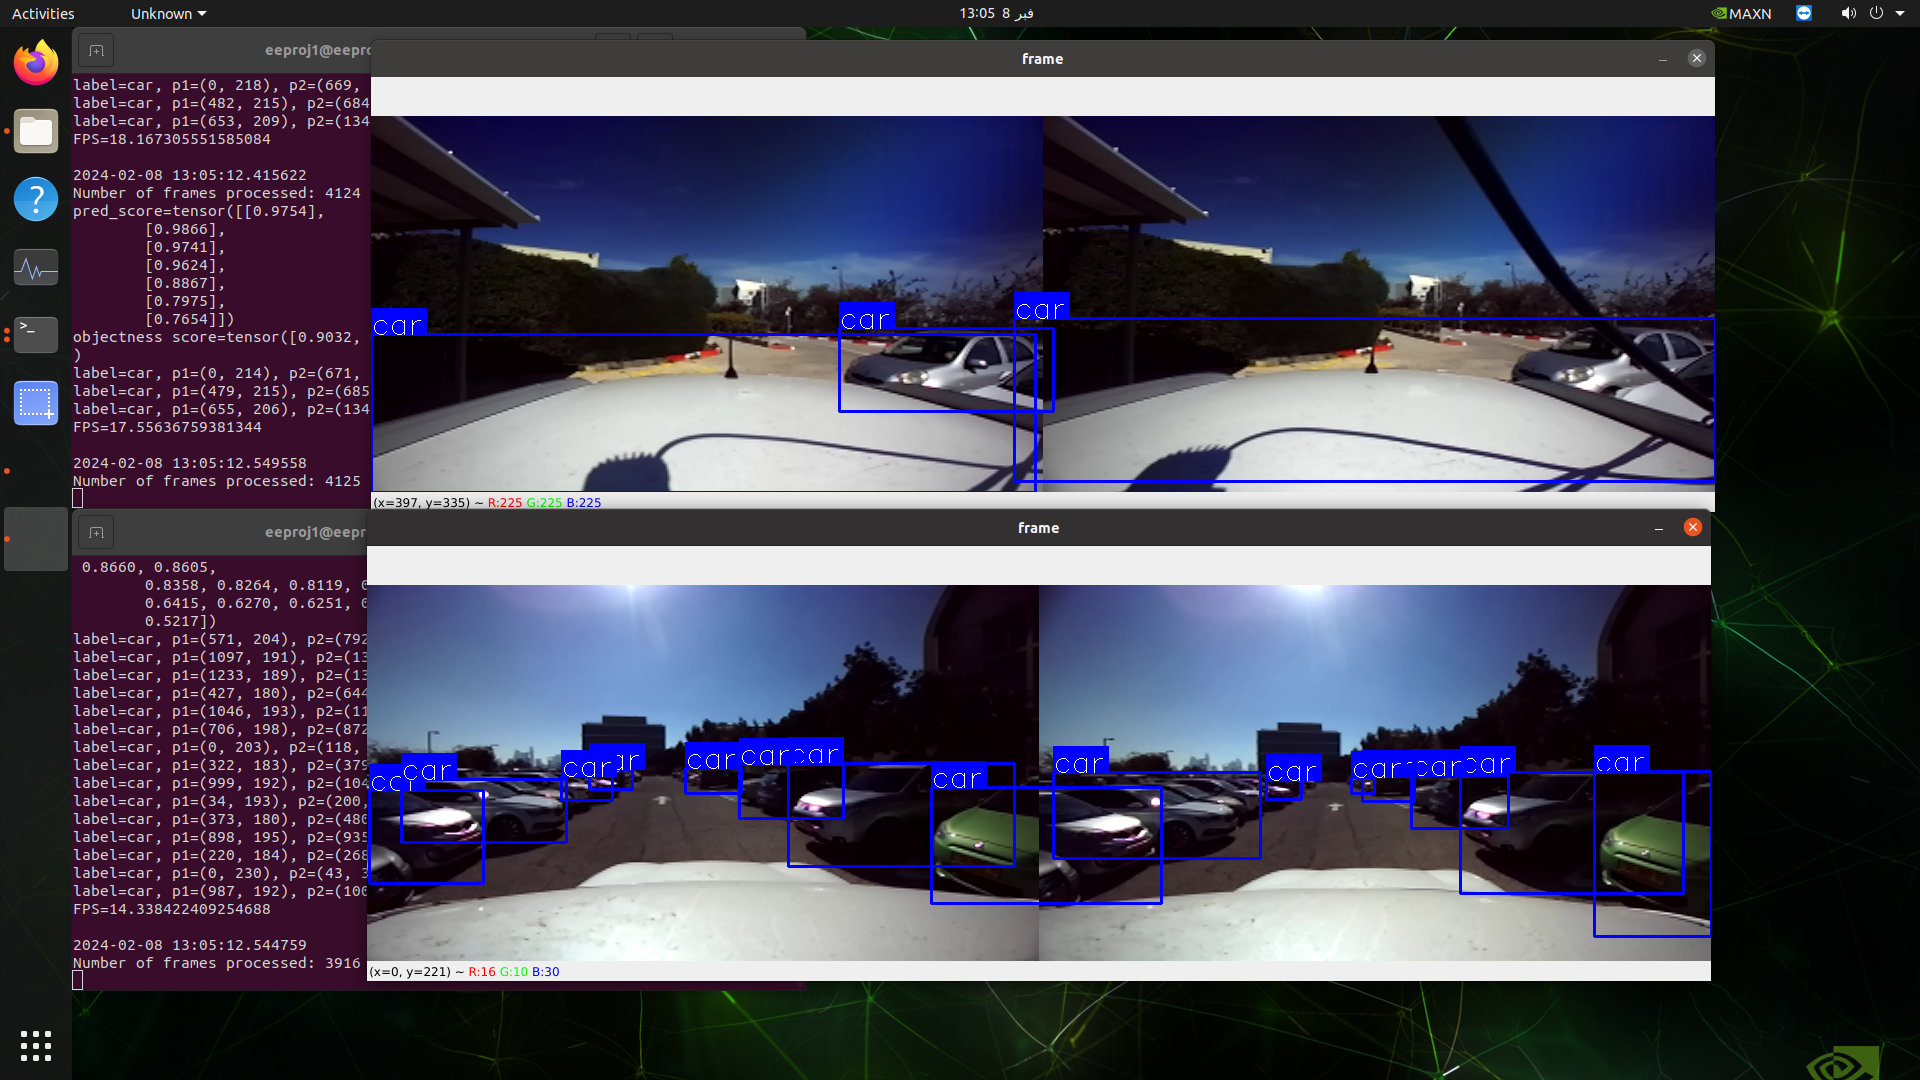 Activities
Unknown
13:05 8 فبر
MAXN
eeproj1@eepro
label=car, p1=(0, 218), p2=(669,
label=car, p1=(482, 215), p2=(684
label=car, p1=(653, 209), p2=(134
FPS=18.167305551585084
2024-02-08 13:05:12.415622
Number of frames processed: 4124
pred_score=tensor([[0.9754],
[0.9866],
[0.9741],
[0.9624],
[0.8867],
[0.7975],
[0.7654]])
objectness score=tensor([0.9032,
)
label=car, p1=(0, 214), p2=(671,
label=car, p1=(479, 215), p2=(685
label=car, p1=(655, 206), p2=(134
FPS=17.55636759381344
2024-02-08 13:05:12.549558
Number of frames processed: 4125
frame
car
car
car
(x=397, y=335) ~ R:225 G:225 B:225
eeproj1@eepr
0.8660, 0.8605,
0.8358, 0.8264, 0.8119,
0.6415, 0.6270, 0.6251,
0.5217])
label=car, p1=(571, 204), p2=(792
label=car, p1=(1097, 191), p2=(13
label=car, p1=(1233, 189), p2=(13
label=car, p1=(427, 180), p2=(644
label=car, p1=(1046, 193), p2=(11
label=car, p1=(706, 198), p2=(872
label=car, p1=(0, 203), p2=(118,
label=car, p1=(322, 183), p2=(379
label=car, p1=(999, 192), p2=(104
label=car, p1=(34, 193), p2=(200,
label=car, p1=(373, 180), p2=(480
label=car, p1=(898, 195), p2=(935
label=car, p1=(220, 184), p2=(268
label=car, p1=(0, 230), p2=(43, 3
label=car, p1=(987, 192), p2=(100
FPS=14.338422409254688
2024-02-08 13:05:12.544759
Number of frames processed: 3916
frame
ca
car
car
ar
car
car
car
car
car
car
car
car
car
car
(x=0, y=221) ~ R:16 G:10 B:30